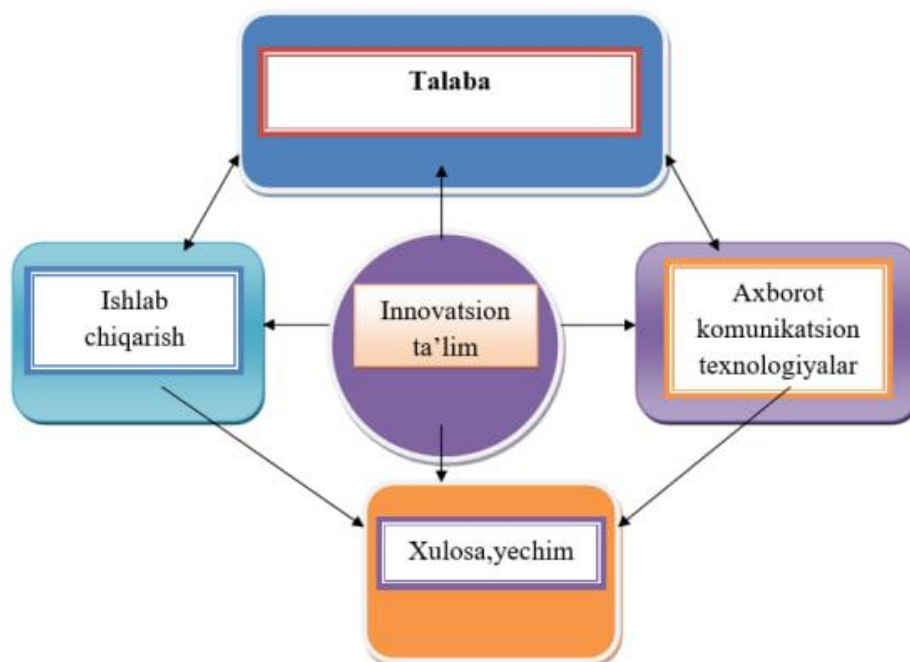 Talaba
Ishlab
chiqarish
Innovatsion
ta’lim
Axborot
komunikatsion
texnologiyalar
Xulosa,yechim